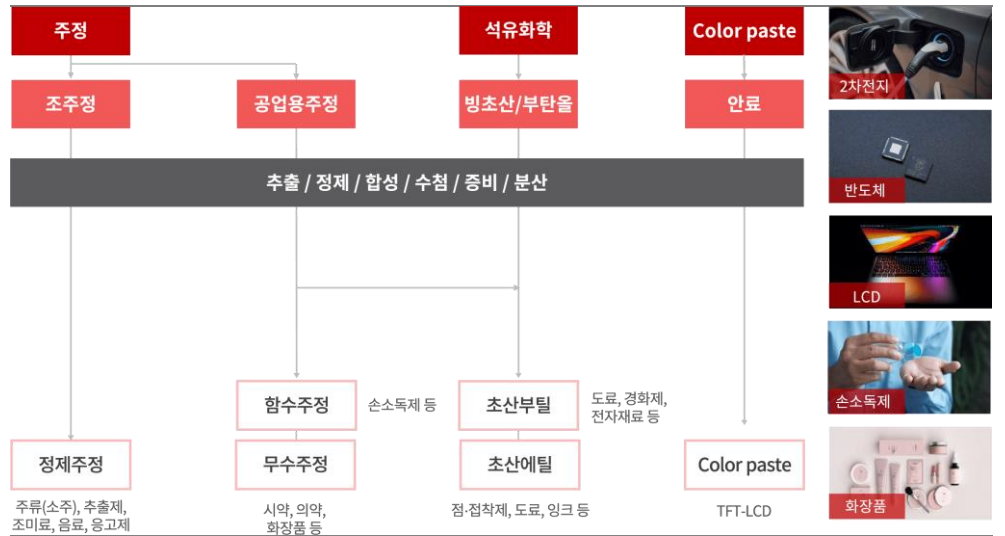 주정
석유화학
Color paste
조주정
공업용주정
빙초산/부탄올
안료
추출 / 정제 / 합성 / 수첨 / 증비 / 분산
함수주정
손소독제 등
초산부틸
도료, 경화제,
전자재료 등
정제주정
무수주정
초산에틸
Color paste
주류(소주), 추출제,
조미료, 음료, 응고제
시약, 의약,
화장품 등
점·접착제, 도료, 잉크 등
TFT-LCD
2차전지
반도체
LCD
손소독제
화장품